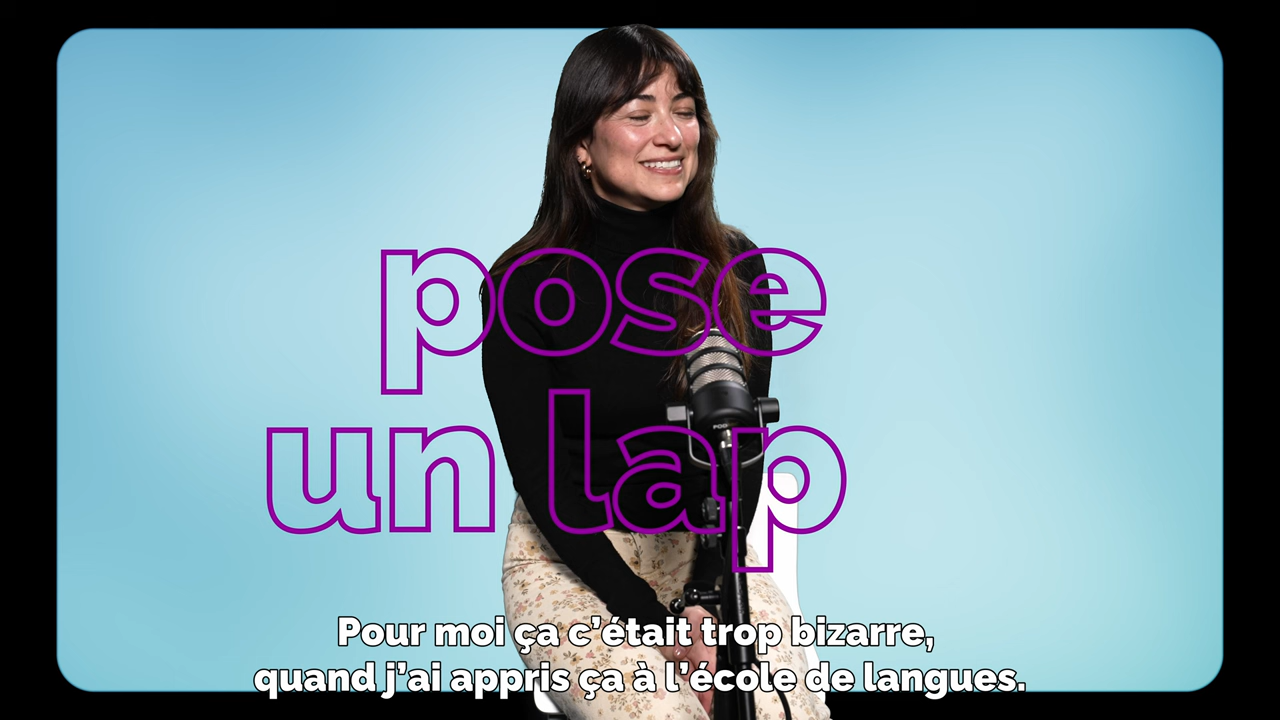 pose
un lap
Pour moi ça c’était trop bizarre,
quand j’ai appris ça à l’école de langues.